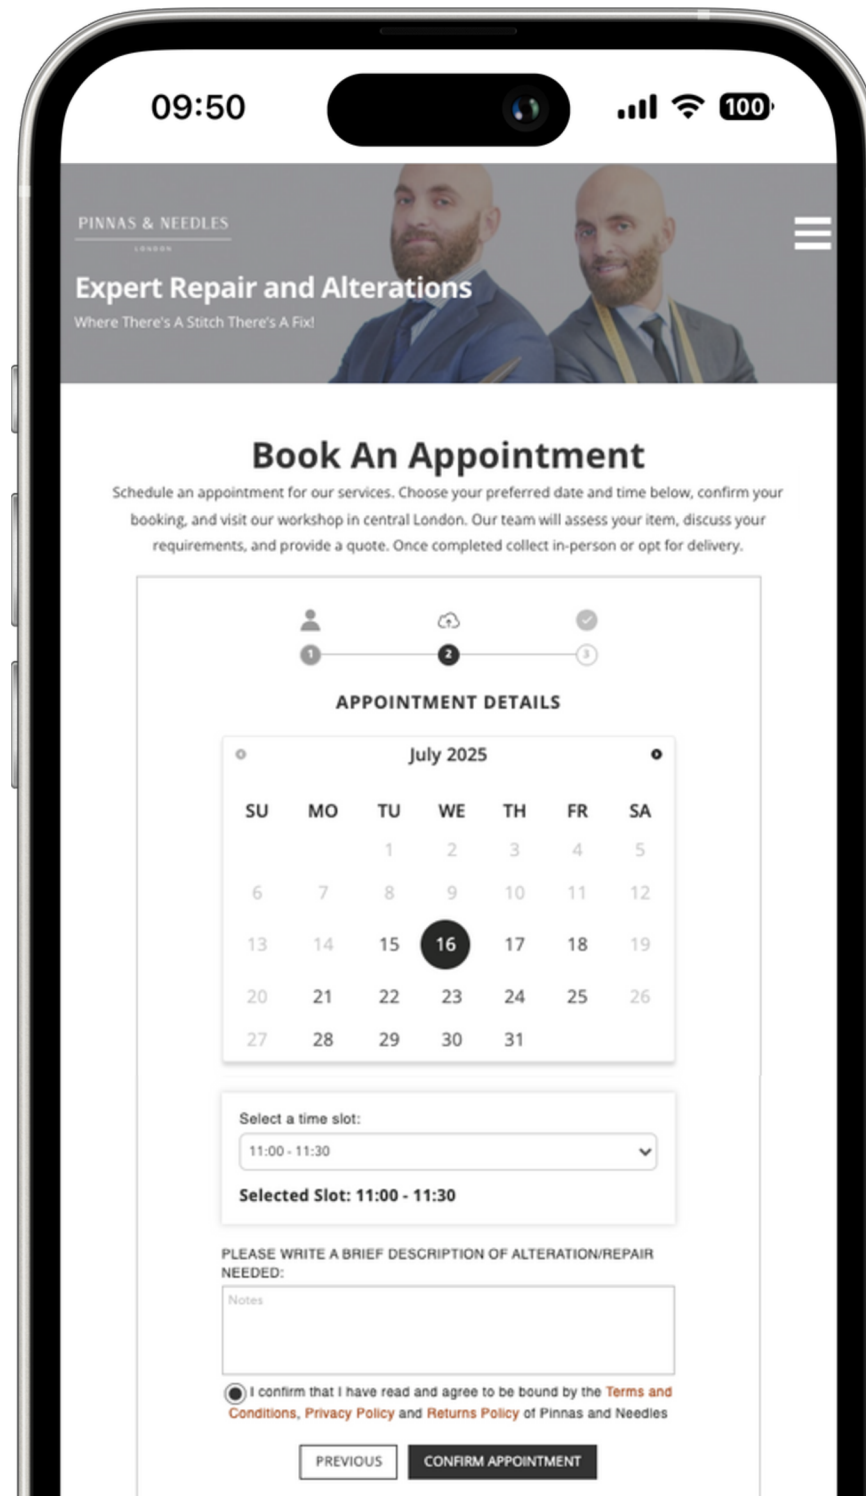 09:50
100
PINNAS & NEEDLES
LONDON
Expert Repair and Alterations
Where There's A Stitch There's A Fix!
Book An Appointment
Schedule an appointment for our services. Choose your preferred date and time below, confirm your
booking, and visit our workshop in central London. Our team will assess your item, discuss your
requirements, and provide a quote. Once completed collect in-person or opt for delivery.
1 2 3
APPOINTMENT DETAILS
July 2025
SU MO TU WE TH FR SA
1 2 3 4 5
6 7 8 9 10 11 12
13 14 15 16 17 18 19
20 21 22 23 24 25 26
27 28 29 30 31
Select a time slot:
11:00 - 11:30
Selected Slot: 11:00 - 11:30
PLEASE WRITE A BRIEF DESCRIPTION OF ALTERATION/REPAIR
NEEDED:
Notes
I confirm that I have read and agree to be bound by the Terms and
Conditions, Privacy Policy and Returns Policy of Pinnas and Needles
PREVIOUS CONFIRM APPOINTMENT